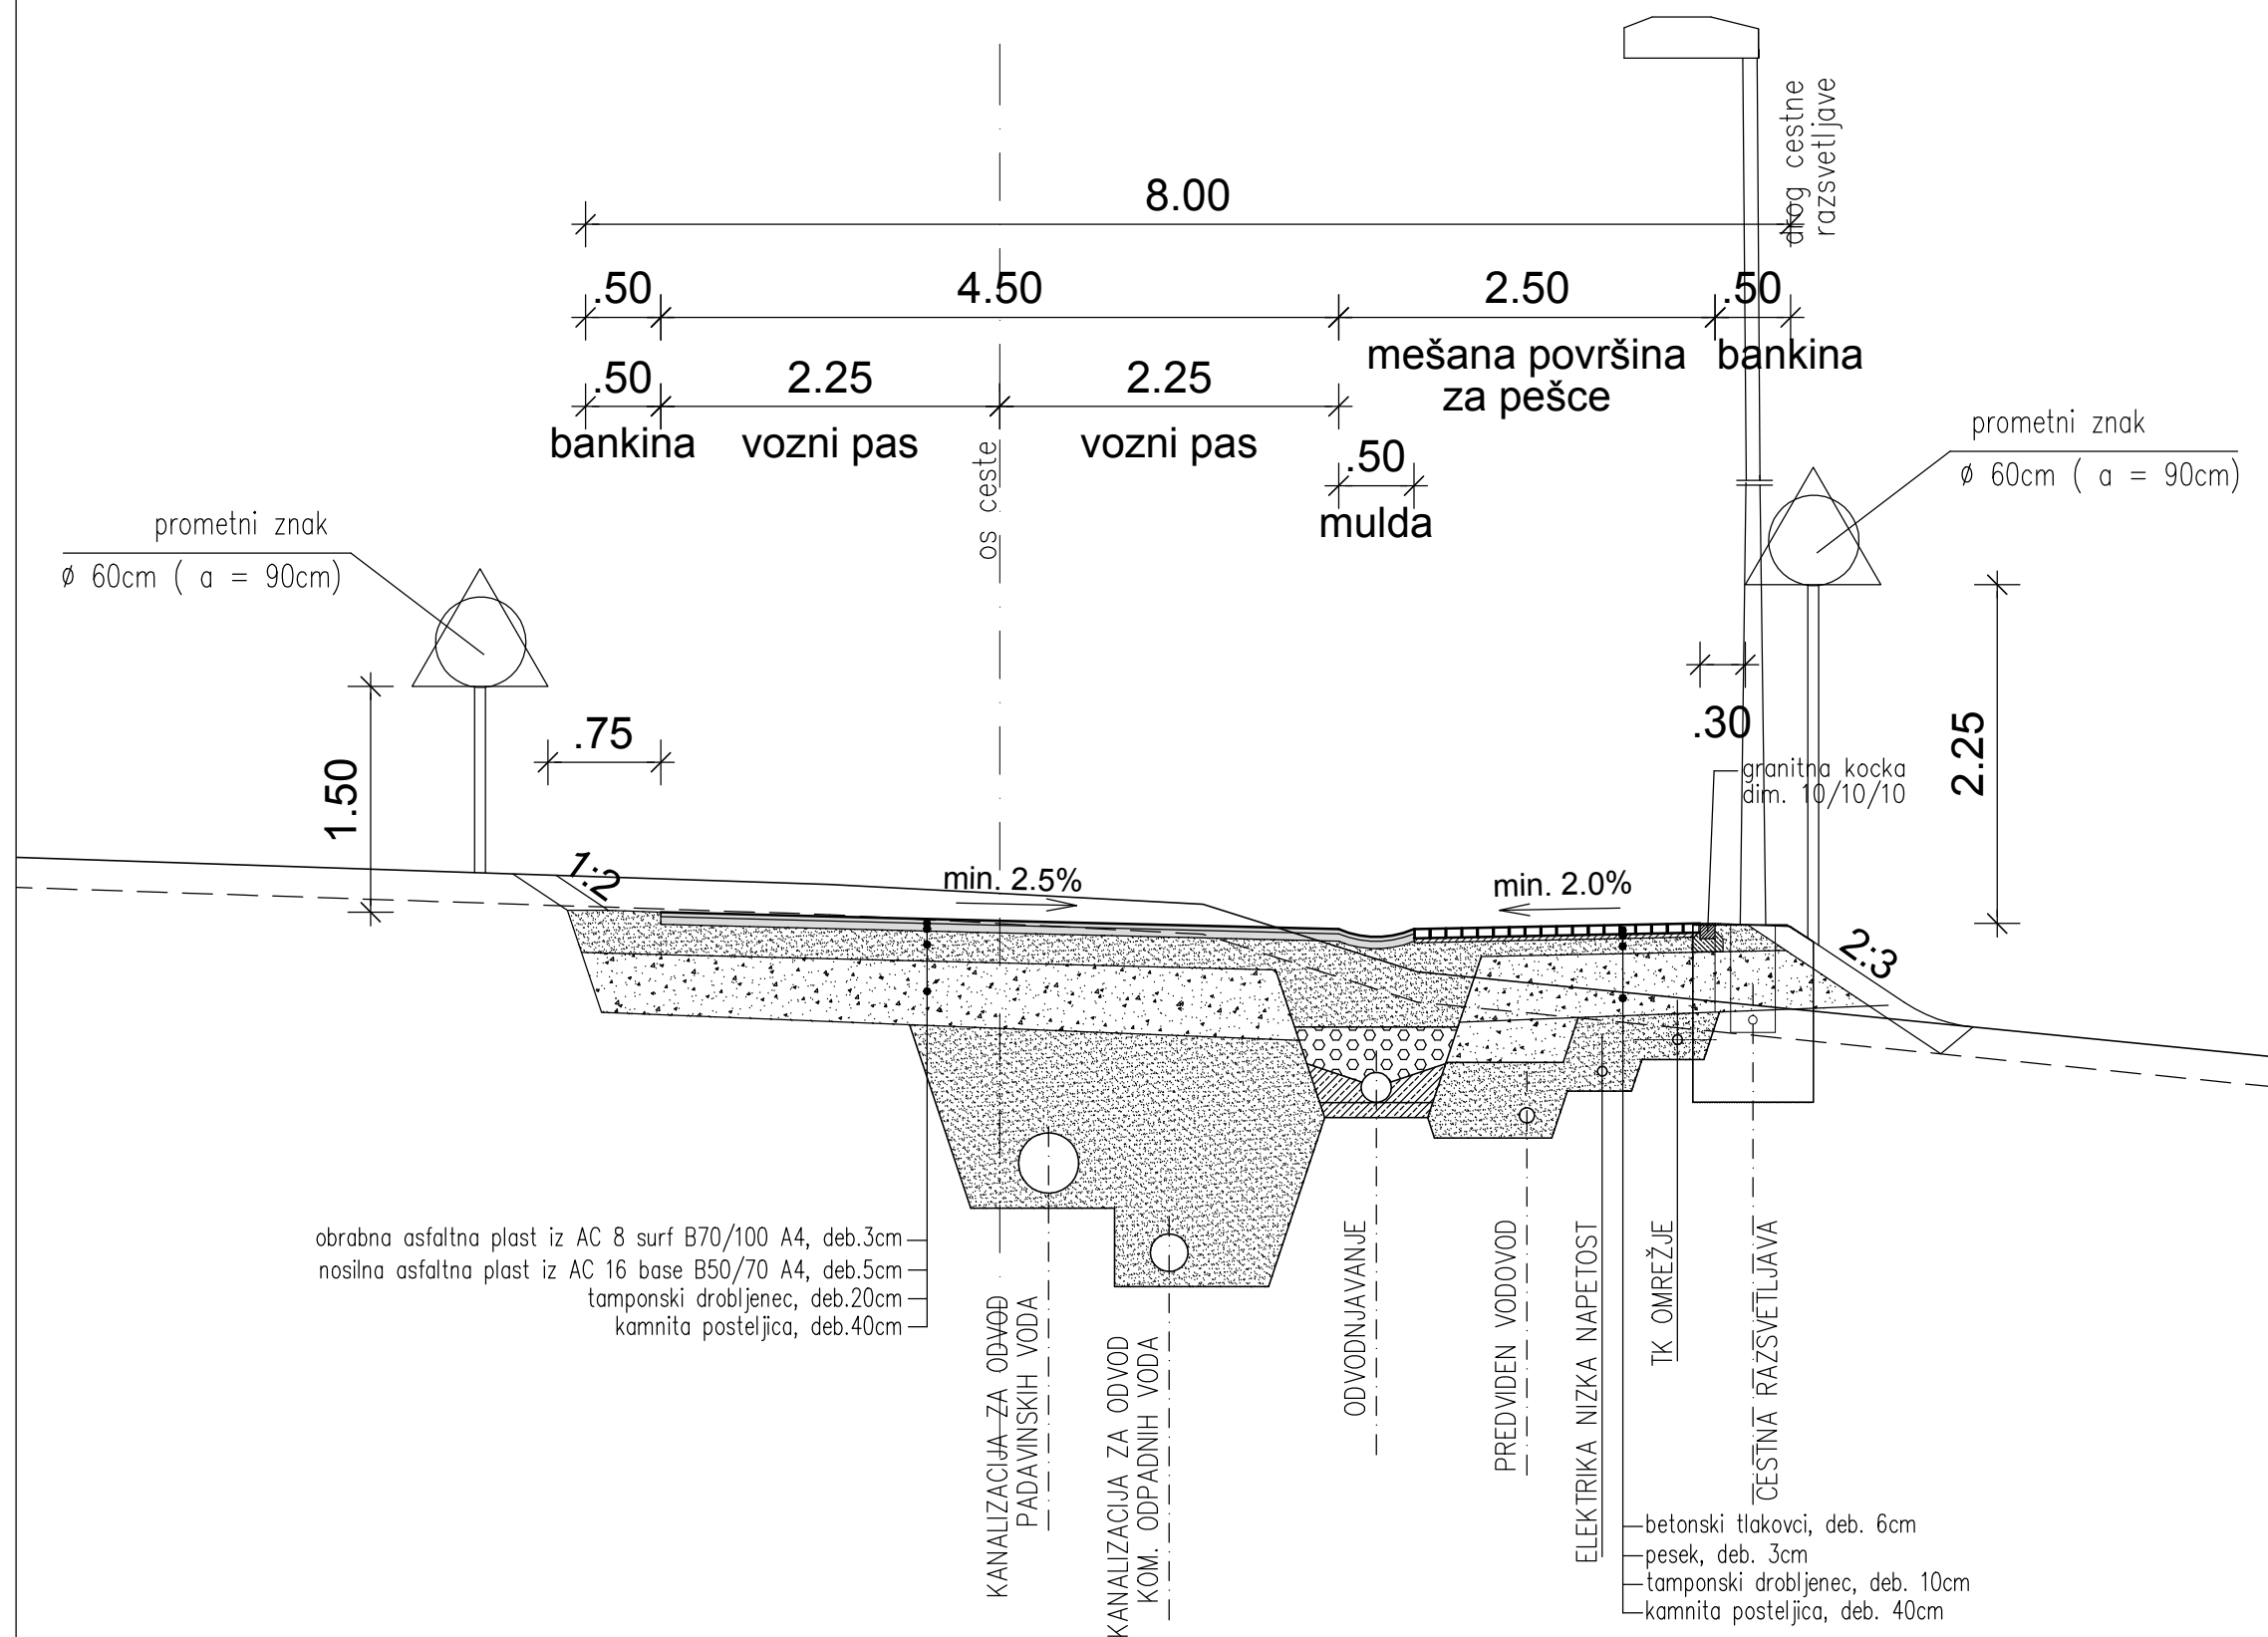 drog cestne
razsvetljave
8.00
.50
4.50
2.50
.50
mešana površina
za pešce
bankina
.50
2.25
2.25
bankina
vozni pas
vozni pas
os ceste
.50
mulda
prometni znak
ø 60cm ( a = 90cm)
prometni znak
ø 60cm ( a = 90cm)
1.50
.75
.30
2.25
granitna kocka
dim. 10/10/10
1:2
min. 2.5%
min. 2.0%
2:3
obrabna asfaltna plast iz AC 8 surf B70/100 A4, deb.3cm
nosilna asfaltna plast iz AC 16 base B50/70 A4, deb.5cm
tamponski drobljenec, deb.20cm
kamnita posteljica, deb.40cm
KANALIZACIJA ZA ODVOD
PADAVINSKIH VODA
KANALIZACIJA ZA ODVOD
KOM. ODPADNIH VODA
ODVODNJAVANJE
PREDVIDEN VODOVOD
ELEKTRIKA NIZKA NAPETOST
TK OMREŽJE
CESTNA RAZSVETLJAVA
betonski tlakovci, deb. 6cm
pesek, deb. 3cm
tamponski drobljenec, deb. 10cm
kamnita posteljica, deb. 40cm